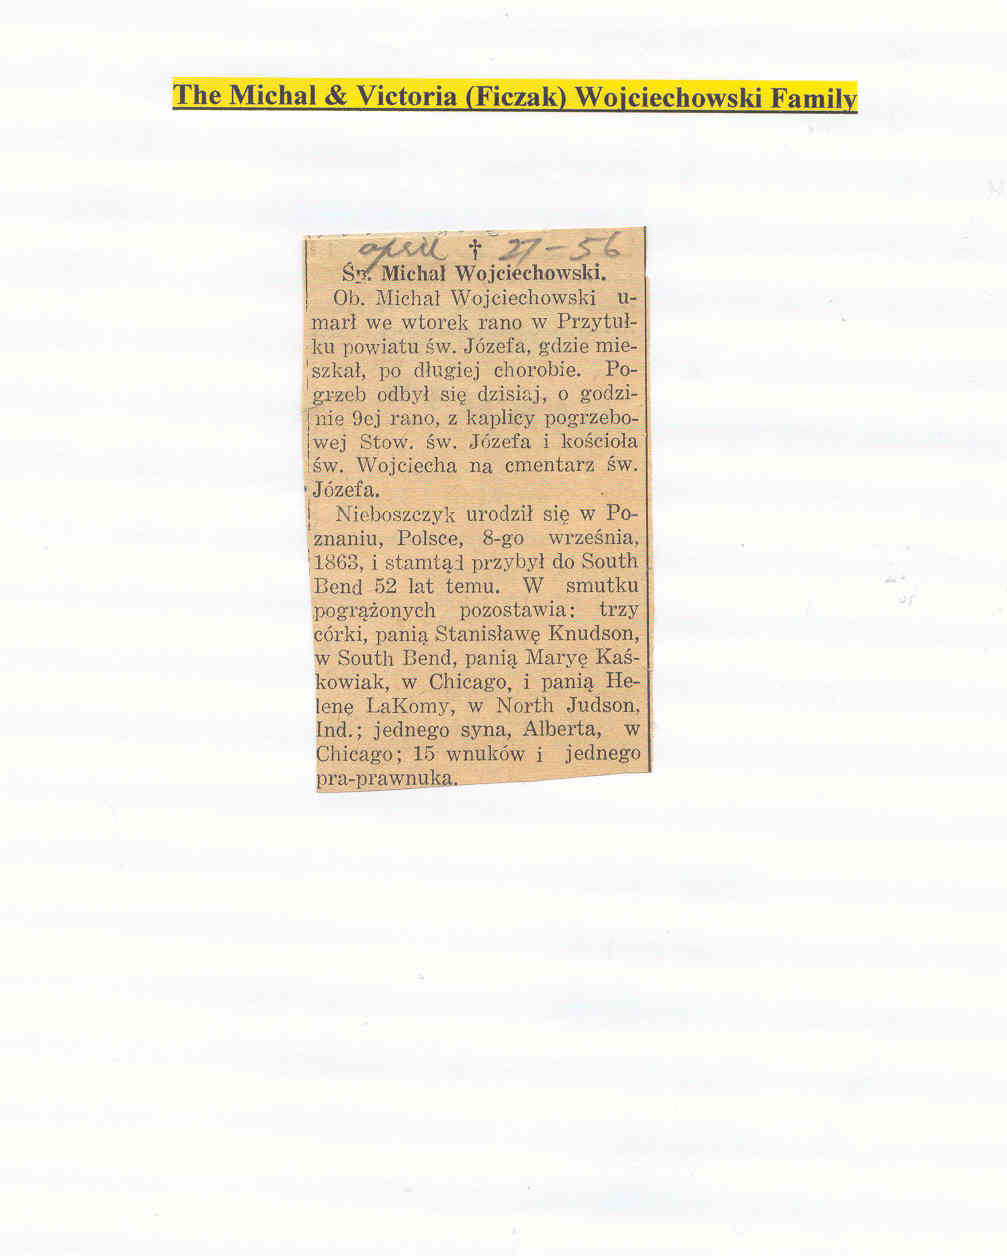 The Michal & Victoria (Ficzak) Wojciechowski Family
april † 27-56
Śp. Michał Wojciechowski.
Ob. Michał Wojciechowski u-
marł we wtorek rano w Przytuł-
ku powiatu św. Józefa, gdzie mie-
szkał, po długiej chorobie. Po-
grzeb odbył się dzisiaj, o godzi-
nie 9ej rano, z kaplicy pogrzebo-
wej Stow. św. Józefa i kościoła
św. Wojciecha na cmentarz św.
Józefa.
Nieboszczyk urodził się w Po-
znaniu, Polsce, 8-go września,
1863, i stamtąd przybył do South
Bend 52 lat temu. W smutku
pogrążonych pozostawia: trzy
córki, panią Stanisławę Knudson,
w South Bend, panią Maryę Kaś-
kowiak, w Chicago, i panią He-
lenę LaKomy, w North Judson,
Ind.; jednego syna, Alberta, w
Chicago; 15 wnuków i jednego
pra-prawnuka.